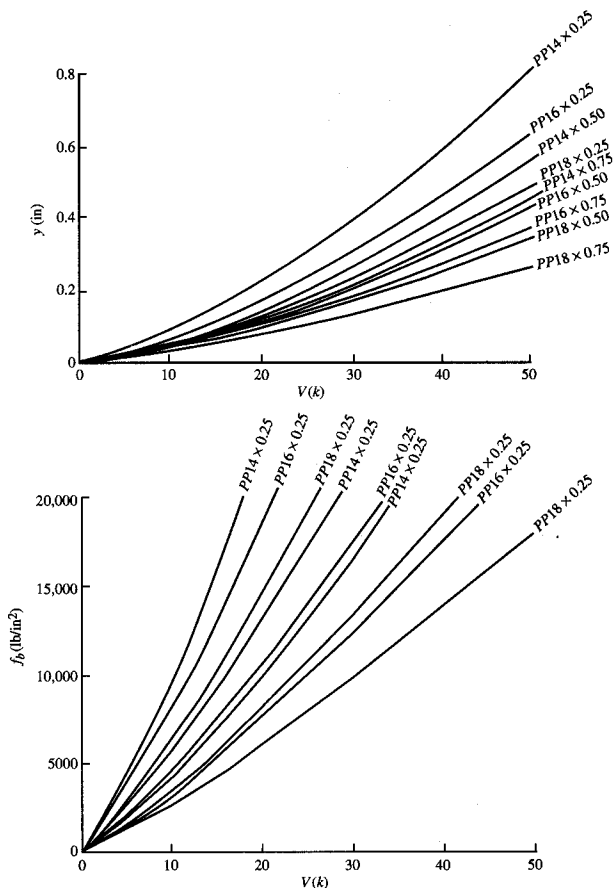 0.8
0.6
0.4
0.2
0
y (in)
0
10
20
30
40
50
V(k)
PP14 × 0.25
PP16 × 0.25
PP14 × 0.50
PP18 × 0.25
PP14 × 0.75
PP16 × 0.50
PP16 × 0.75
PP18 × 0.50
PP18 × 0.75
20,000
15,000
10,000
5000
0
f_b (lb/in²)
0
10
20
30
40
50
V(k)
PP14 × 0.25
PP16 × 0.25
PP18 × 0.25
PP14 × 0.25
PP16 × 0.25
PP14 × 0.25
PP18 × 0.25
PP16 × 0.25
PP18 × 0.25